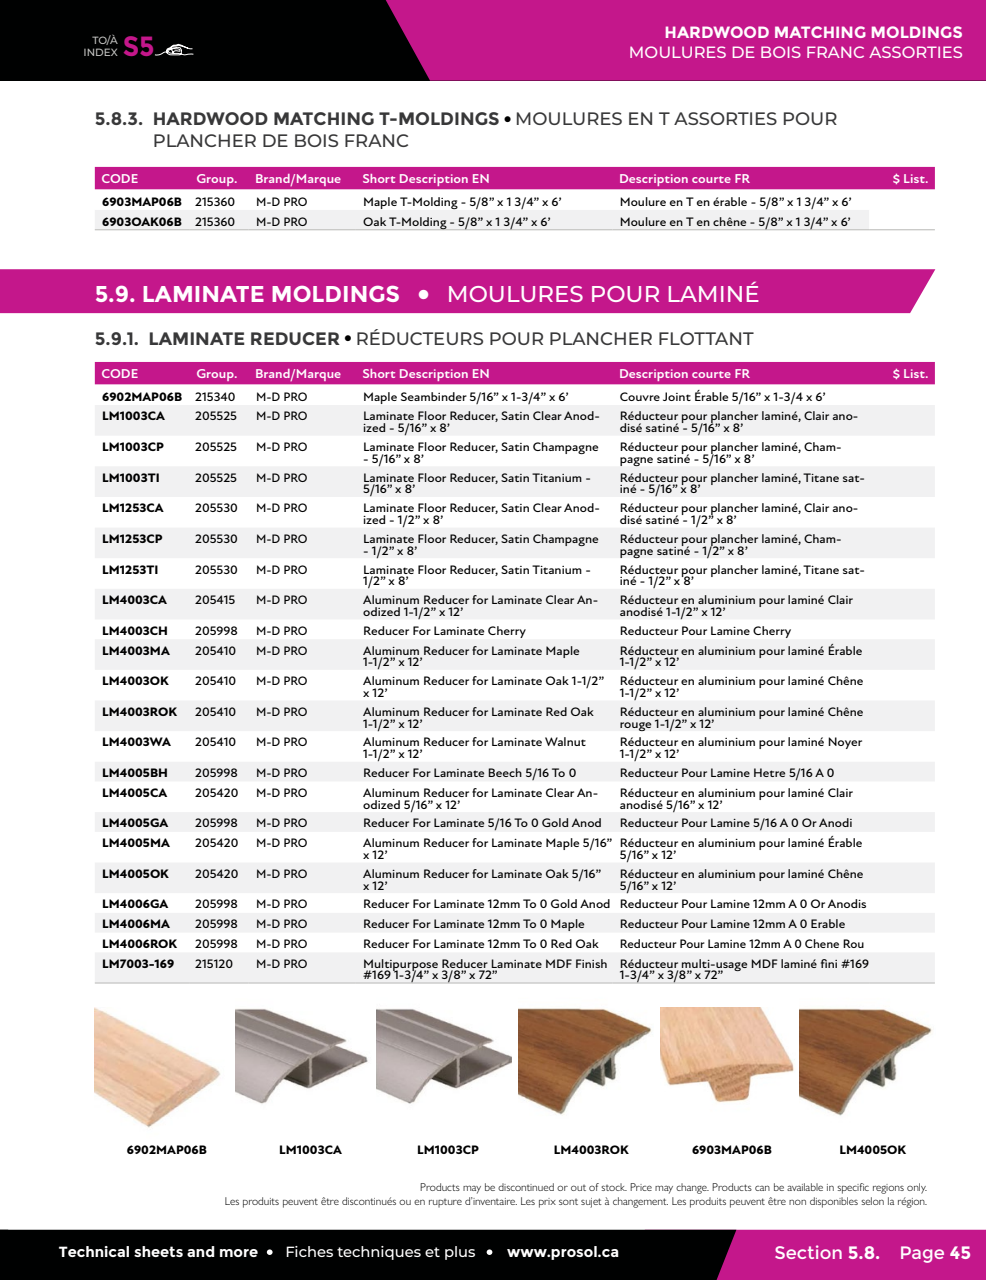 TO/À
INDEX S5
HARDWOOD MATCHING MOLDINGS
MOULURES DE BOIS FRANC ASSORTIES
5.8.3. HARDWOOD MATCHING T-MOLDINGS • MOULURES EN T ASSORTIES POUR
PLANCHER DE BOIS FRANC
CODE Group. Brand/Marque Short Description EN Description courte FR $ List.
6903MAP06B 215360 M-D PRO Maple T-Molding - 5/8” x 1 3/4” x 6’ Moulure en T en érable - 5/8” x 1 3/4” x 6’
6903OAK06B 215360 M-D PRO Oak T-Molding - 5/8” x 1 3/4” x 6’ Moulure en T en chêne - 5/8” x 1 3/4” x 6’
5.9. LAMINATE MOLDINGS • MOULURES POUR LAMINÉ
5.9.1. LAMINATE REDUCER • RÉDUCTEURS POUR PLANCHER FLOTTANT
CODE Group. Brand/Marque Short Description EN Description courte FR $ List.
6902MAP06B 215340 M-D PRO Maple Seambinder 5/16” x 1-3/4” x 6’ Couvre Joint Érable 5/16” x 1-3/4 x 6’
LM1003CA 205525 M-D PRO Laminate Floor Reducer, Satin Clear Anod- Réducteur pour plancher laminé, Clair ano-
ized - 5/16” x 8’ disé satiné - 5/16” x 8’
LM1003CP 205525 M-D PRO Laminate Floor Reducer, Satin Champagne Réducteur pour plancher laminé, Cham-
- 5/16” x 8’ pagne satiné - 5/16” x 8’
LM1003TI 205525 M-D PRO Laminate Floor Reducer, Satin Titanium - Réducteur pour plancher laminé, Titane sat-
5/16” x 8’ iné - 5/16” x 8’
LM1253CA 205530 M-D PRO Laminate Floor Reducer, Satin Clear Anod- Réducteur pour plancher laminé, Clair ano-
ized - 1/2” x 8’ disé satiné - 1/2” x 8’
LM1253CP 205530 M-D PRO Laminate Floor Reducer, Satin Champagne Réducteur pour plancher laminé, Cham-
- 1/2” x 8’ pagne satiné - 1/2” x 8’
LM1253TI 205530 M-D PRO Laminate Floor Reducer, Satin Titanium - Réducteur pour plancher laminé, Titane sat-
1/2” x 8’ iné - 1/2” x 8’
LM4003CA 205415 M-D PRO Aluminum Reducer for Laminate Clear An- Réducteur en aluminium pour laminé Clair
odized 1-1/2” x 12’ anodisé 1-1/2” x 12’
LM4003CH 205998 M-D PRO Reducer For Laminate Cherry Reducteur Pour Lamine Cherry
LM4003MA 205410 M-D PRO Aluminum Reducer for Laminate Maple Réducteur en aluminium pour laminé Érable
1-1/2” x 12’ 1-1/2” x 12’
LM4003OK 205410 M-D PRO Aluminum Reducer for Laminate Oak 1-1/2” Réducteur en aluminium pour laminé Chêne
x 12’ 1-1/2” x 12’
LM4003ROK 205410 M-D PRO Aluminum Reducer for Laminate Red Oak Réducteur en aluminium pour laminé Chêne
1-1/2” x 12’ rouge 1-1/2” x 12’
LM4003WA 205410 M-D PRO Aluminum Reducer for Laminate Walnut Réducteur en aluminium pour laminé Noyer
1-1/2” x 12’ 1-1/2” x 12’
LM4005BH 205998 M-D PRO Reducer For Laminate Beech 5/16 To 0 Reducteur Pour Lamine Hetre 5/16 A 0
LM4005CA 205420 M-D PRO Aluminum Reducer for Laminate Clear An- Réducteur en aluminium pour laminé Clair
odized 5/16” x 12’ anodisé 5/16” x 12’
LM4005GA 205998 M-D PRO Reducer For Laminate 5/16 To 0 Gold Anod Reducteur Pour Lamine 5/16 A 0 Or Anodi
LM4005MA 205420 M-D PRO Aluminum Reducer for Laminate Maple 5/16” Réducteur en aluminium pour laminé Érable
x 12’ 5/16” x 12’
LM4005OK 205420 M-D PRO Aluminum Reducer for Laminate Oak 5/16” Réducteur en aluminium pour laminé Chêne
x 12’ 5/16” x 12’
LM4006GA 205998 M-D PRO Reducer For Laminate 12mm To 0 Gold Anod Reducteur Pour Lamine 12mm A 0 Or Anodis
LM4006MA 205998 M-D PRO Reducer For Laminate 12mm To 0 Maple Reducteur Pour Lamine 12mm A 0 Erable
LM4006ROK 205998 M-D PRO Reducer For Laminate 12mm To 0 Red Oak Reducteur Pour Lamine 12mm A 0 Chene Rou
LM7003-169 215120 M-D PRO Multipurpose Reducer Laminate MDF Finish Réducteur multi-usage MDF laminé fini #169
#169 1-3/4” x 3/8” x 72” 1-3/4” x 3/8” x 72”
6902MAP06B LM1003CA LM1003CP LM4003ROK 6903MAP06B LM4005OK
Products may be discontinued or out of stock. Price may change. Products can be available in specific regions only.
Les produits peuvent être discontinués ou en rupture d’inventaire. Les prix sont sujet à changement. Les produits peuvent être non disponibles selon la région.
Technical sheets and more • Fiches techniques et plus • www.prosol.ca
Section 5.8. Page 45